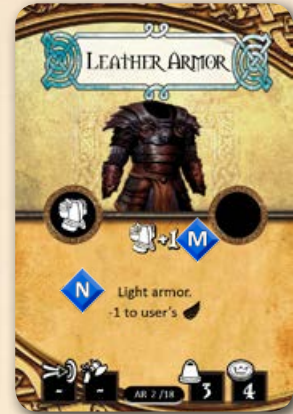 LEATHER ARMOR
+1 M
N
Light armor.
-1 to user's
- - AR 2 /18 3 4